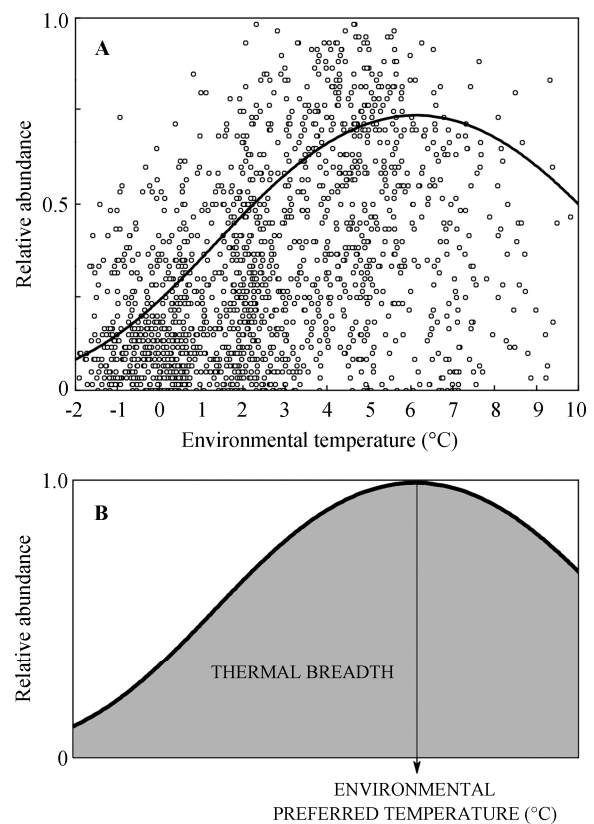 1.0
A
Relative abundance
0.5
0
-2 -1 0 1 2 3 4 5 6 7 8 9 10
Environmental temperature (°C)
1.0
B
Relative abundance
THERMAL BREADTH
0
ENVIRONMENTAL
PREFERRED TEMPERATURE (°C)